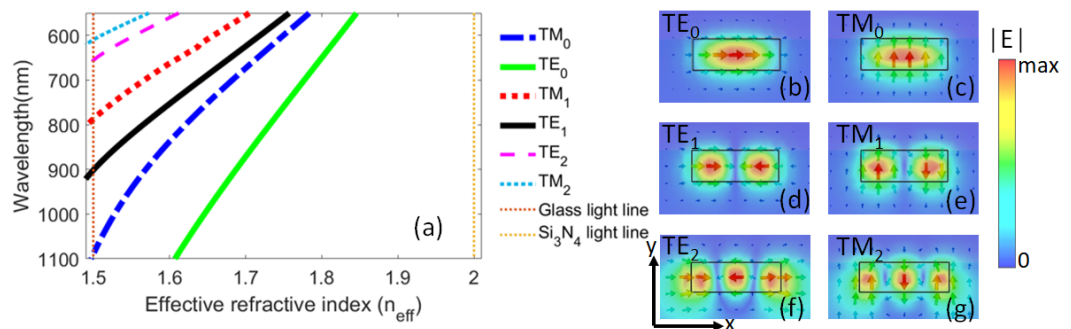 Wavelength(nm)
600
700
800
900
1000
1100
1.5
1.6
1.7
1.8
1.9
2
Effective refractive index (n_eff)
(a)
TM₀
TE₀
TM₁
TE₁
TE₂
TM₂
Glass light line
Si₃N₄ light line
TE₀
(b)
TM₀
(c)
TE₁
(d)
TM₁
(e)
TE₂
(f)
TM₂
(g)
y
x
|E|
max
0